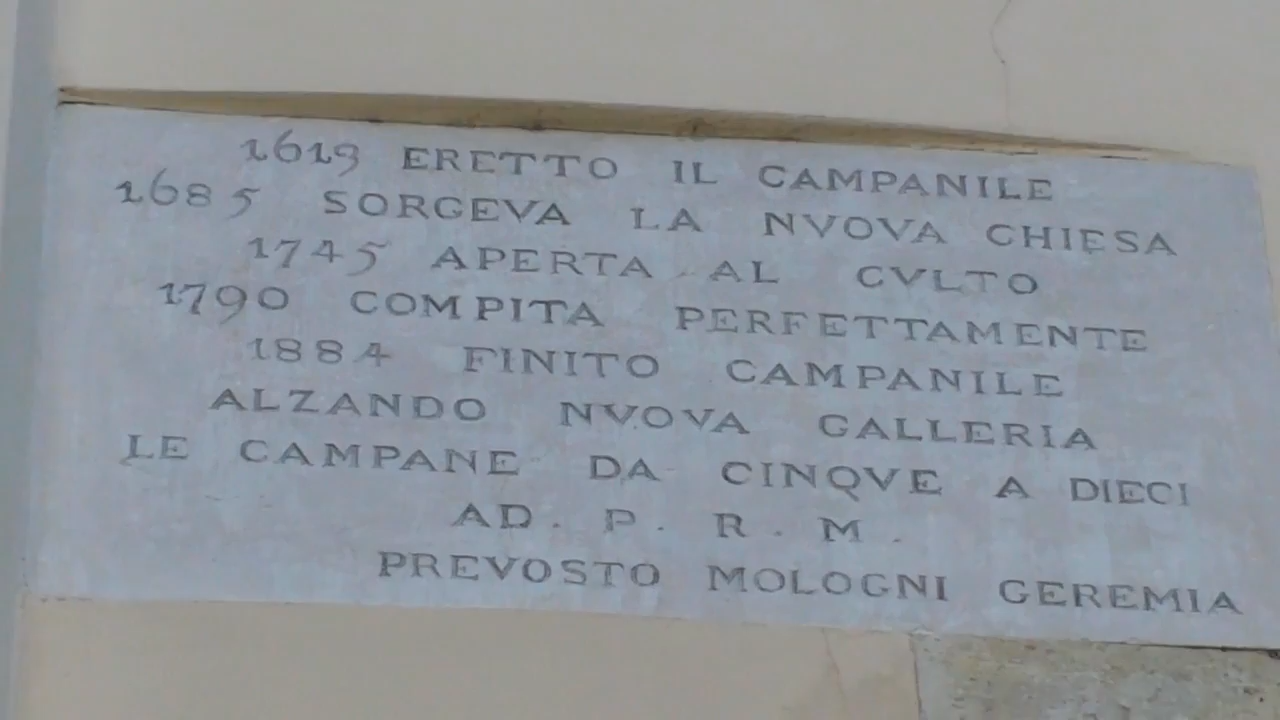 1619 ERETTO IL CAMPANILE
1685 SORGEVA LA NVOVA CHIESA
1745 APERTA AL CVLTO
1790 COMPITA PERFETTAMENTE
1884 FINITO CAMPANILE
ALZANDO NVOVA GALLERIA
LE CAMPANE DA CINQVE A DIECI
AD. P. R. M.
PREVOSTO MOLOGNI GEREMIA